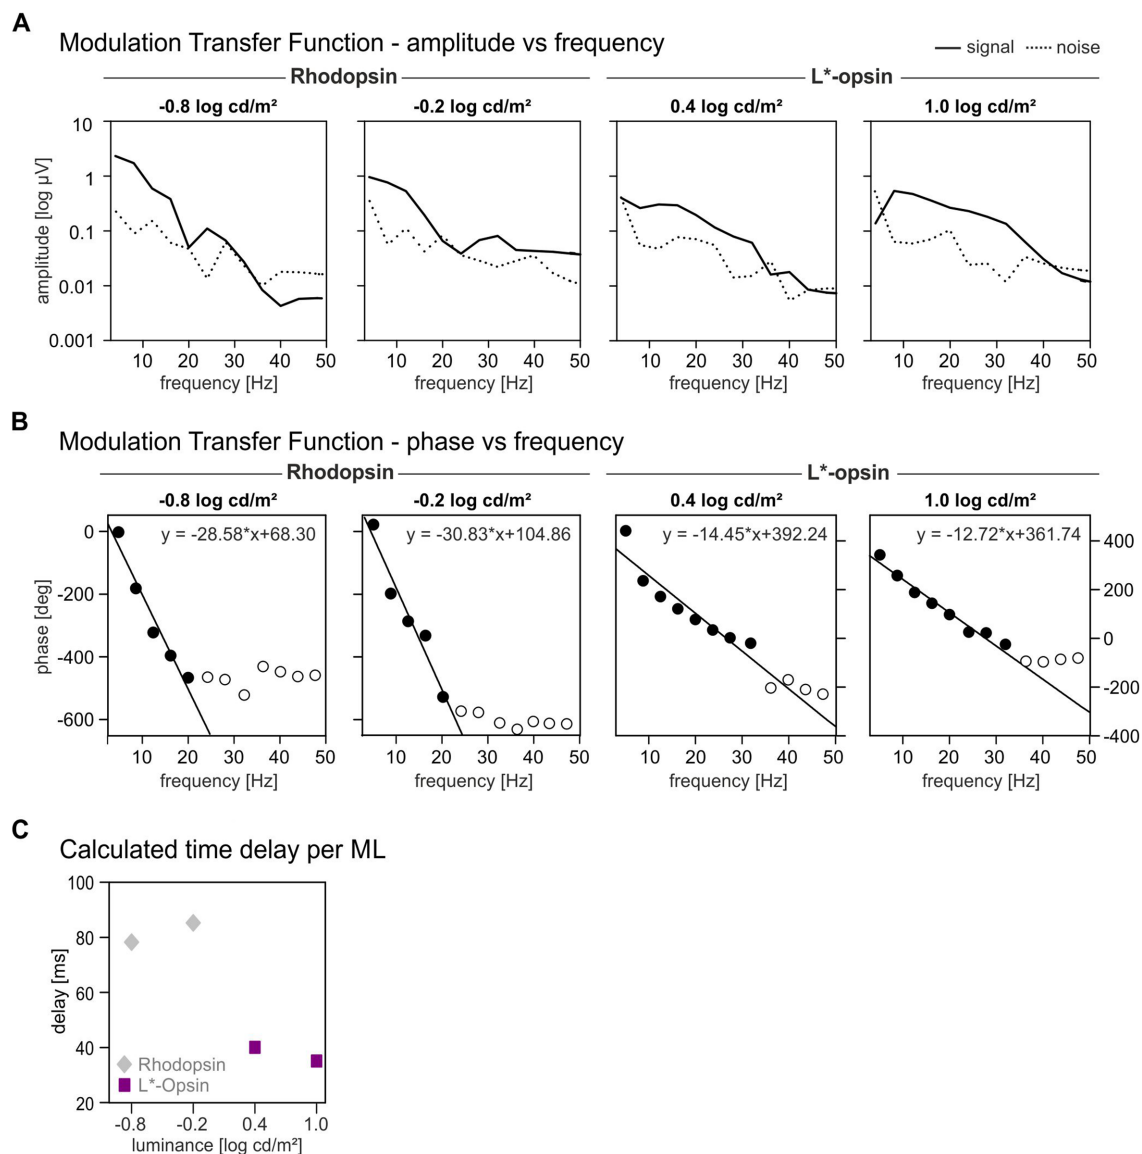 A
Modulation Transfer Function - amplitude vs frequency
signal noise
Rhodopsin L*-opsin
-0.8 log cd/m² -0.2 log cd/m² 0.4 log cd/m² 1.0 log cd/m²
amplitude [log µV]
10
1
0.1
0.01
0.001
10 20 30 40 50 10 20 30 40 50 10 20 30 40 50 10 20 30 40 50
frequency [Hz] frequency [Hz] frequency [Hz] frequency [Hz]
B
Modulation Transfer Function - phase vs frequency
Rhodopsin L*-opsin
-0.8 log cd/m² -0.2 log cd/m² 0.4 log cd/m² 1.0 log cd/m²
y = -28.58*x+68.30 y = -30.83*x+104.86 y = -14.45*x+392.24 y = -12.72*x+361.74
phase [deg]
0
-200
-400
-600
400
200
0
-200
-400
10 20 30 40 50 10 20 30 40 50 10 20 30 40 50 10 20 30 40 50
frequency [Hz] frequency [Hz] frequency [Hz] frequency [Hz]
C
Calculated time delay per ML
delay [ms]
100
80
60
40
20
Rhodopsin
L*-Opsin
-0.8 -0.2 0.4 1.0
luminance [log cd/m²]